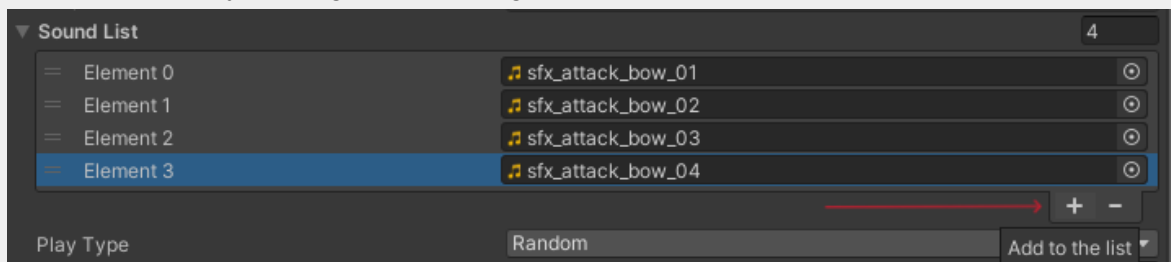 Sound List 4
Element 0 sfx_attack_bow_01
Element 1 sfx_attack_bow_02
Element 2 sfx_attack_bow_03
Element 3 sfx_attack_bow_04
+ -
Play Type Random
Add to the list